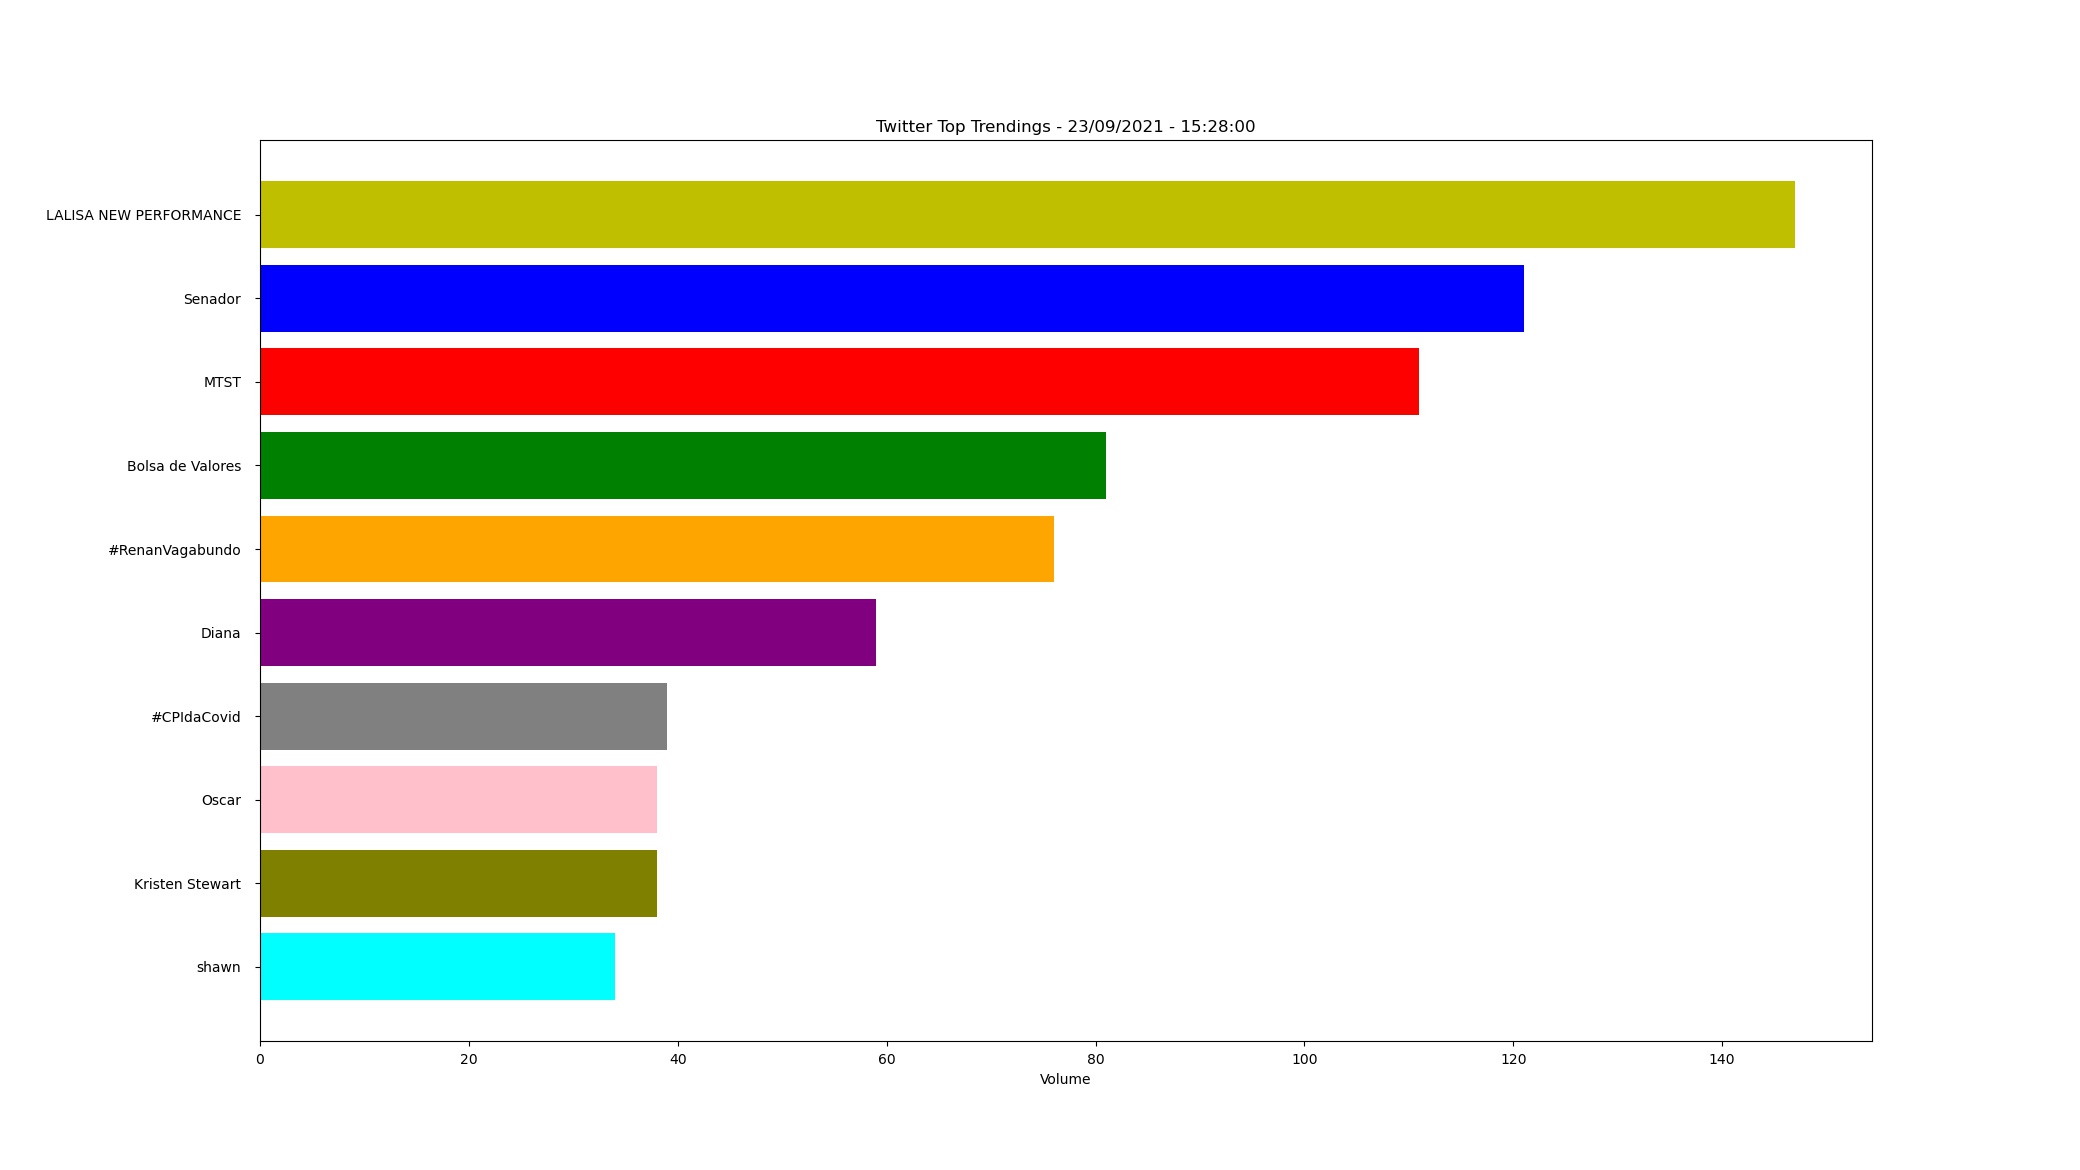 Twitter Top Trendings - 23/09/2021 - 15:28:00
LALISA NEW PERFORMANCE
Senador
MTST
Bolsa de Valores
#RenanVagabundo
Diana
#CPIdaCovid
Oscar
Kristen Stewart
shawn
0 20 40 60 80 100 120 140
Volume